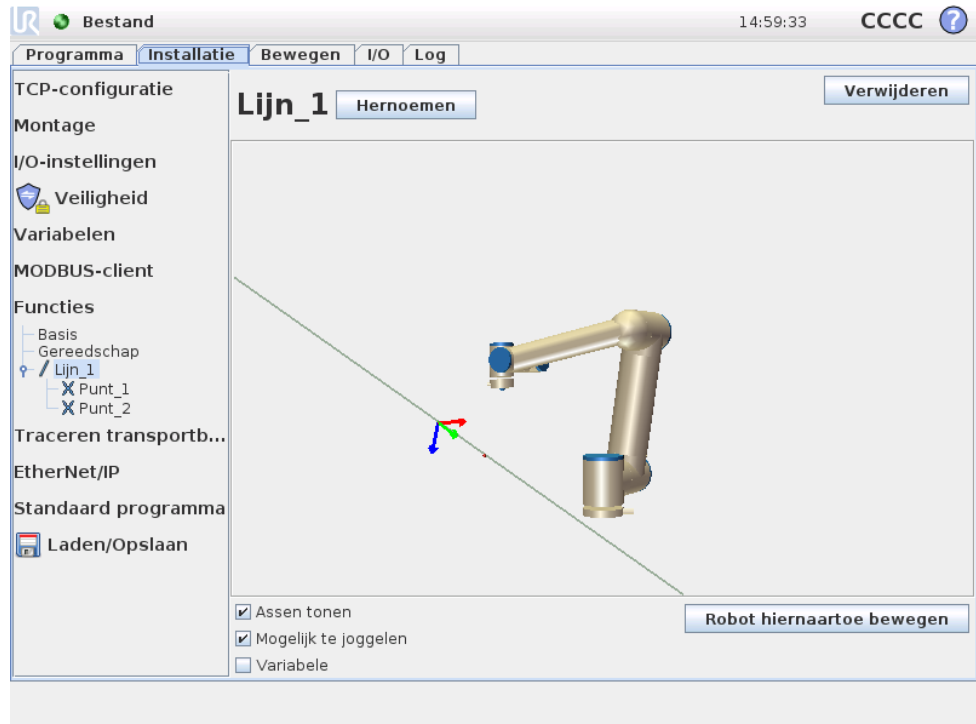 UR Bestand 14:59:33 CCCC ?
Programma Installatie Bewegen I/O Log
TCP-configuratie
Montage
I/O-instellingen
Veiligheid
Variabelen
MODBUS-client
Functies
Basis
Gereedschap
Lijn_1
Punt_1
Punt_2
Traceren transportb...
EtherNet/IP
Standaard programma
Laden/Opslaan
Lijn_1 Hernoemen Verwijderen
Assen tonen
Mogelijk te joggelen
Variabele
Robot hiernaartoe bewegen